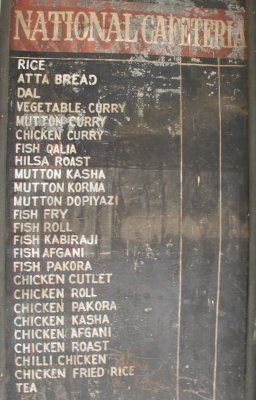 NATIONAL CAFETERIA
RICE
ATTA BREAD
DAL
VEGETABLE CURRY
MUTTON CURRY
CHICKEN CURRY
FISH QALIA
HILSA ROAST
MUTTON KASHA
MUTTON KORMA
MUTTON DOPIYAZI
FISH FRY
FISH ROLL
FISH KABIRAJI
FISH AFGANI
FISH PAKORA
CHICKEN CUTLET
CHICKEN ROLL
CHICKEN PAKORA
CHICKEN KASHA
CHICKEN AFGANI
CHICKEN ROAST
CHILLI CHICKEN
CHICKEN FRIED RICE
TEA